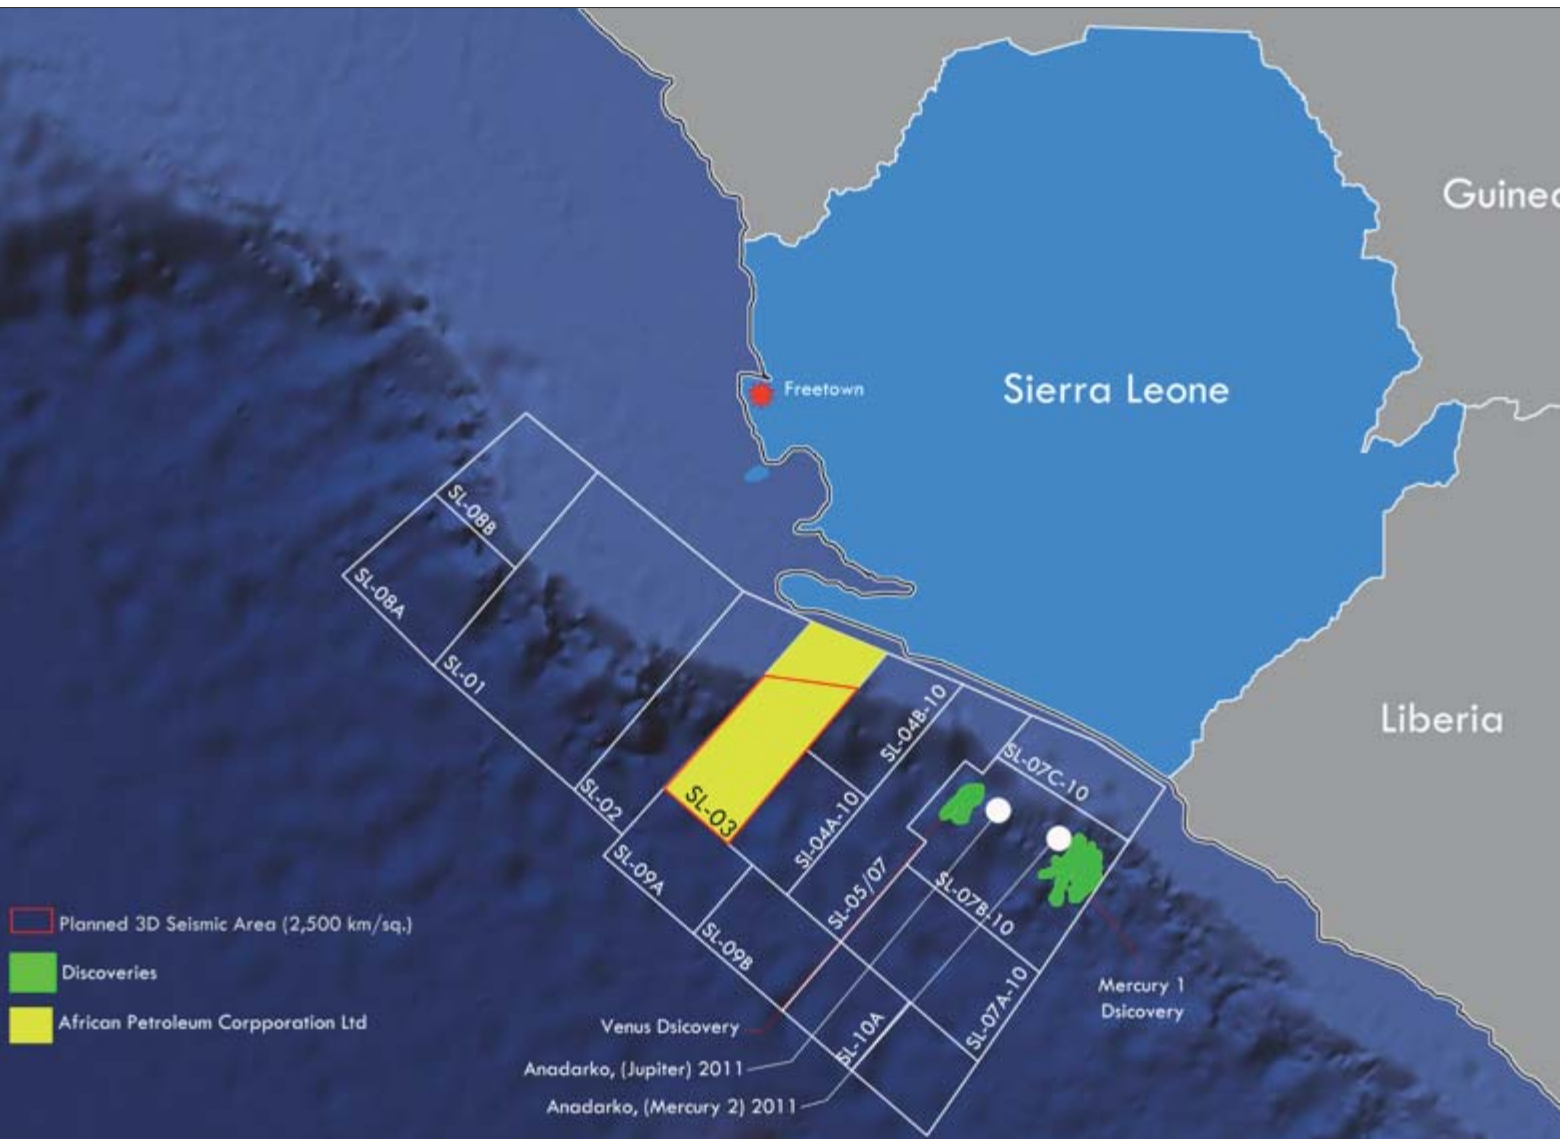 Guinea
Freetown
Sierra Leone
SL-08B
SL-08A
SL-01
Liberia
SL-04B-10
SL-07C-10
SL-02
SL-03
Sl-04A-10
SL-09A
SL-05/07
SL-07B-10
Planned 3D Seismic Area (2,500 km/sq.)
SL-09B
Discoveries
Mercury 1
Dsicovery
SL-07A-10
African Petroleum Corpporation Ltd
Venus Dsicovery
SL-10A
Anadarko, (Jupiter) 2011
Anadarko, (Mercury 2) 2011